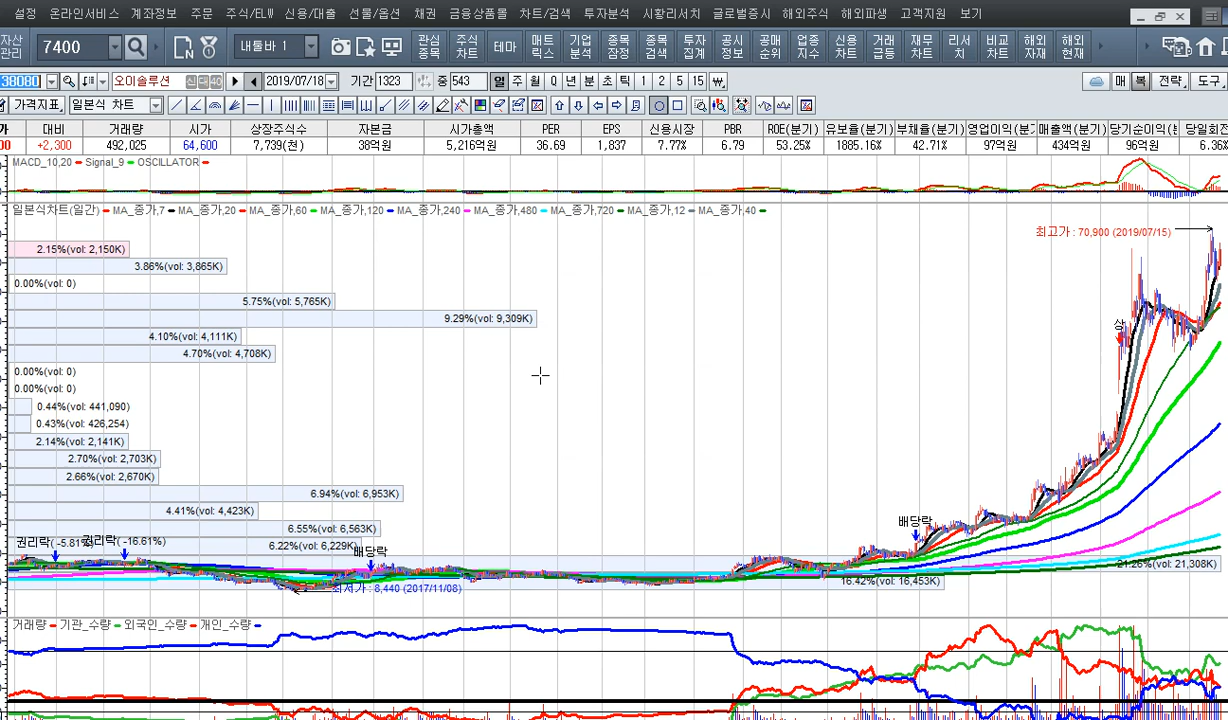 설정 온라인서비스 계좌정보 주문 주식/ELW 신용/대출 선물/옵션 채권 금융상품몰 차트/검색 투자분석 시황리서치 글로벌증시 해외주식 해외파생 고객지원 보기
자산관리 7400 내툴바 1 관심종목 주식차트 테마 매트릭스 기업분석 종목잠정 종목검색 투자잠게 공시정보 공매순위 업종지수 신용차트 거래급등 재무차트 리서치 비교차트 해외자재 해외현재
38080 오이솔루션 신 대 40 2019/07/18 기간 1323 중 543 일 주 월 Q 년 분 초 틱 1 2 5 15 매 복 전략 도구
가격지표 일본식 차트
가 대비 거래량 시가 상장주식수 자본금 시가총액 PER EPS 신용시장 PBR ROE(분기) 유보율(분기) 부채율(분기) 영업이익(분기 매출액(분기) 당기순이익(분 당일회전
00 +2,300 492,025 64,600 7,739(천) 38억원 5,216억원 36.69 1,837 7.77% 6.79 53.25% 1885.16% 42.71% 97억원 434억원 96억원 6.36%
MACD_10,20 Signal_9 OSCILLATOR
일본식차트(일간) MA_종가,7 MA_종가,20 MA_종가,60 MA_종가,120 MA_종가,240 MA_종가,480 MA_종가,720 MA_종가,12 MA_종가,40
최고가 : 70,900 (2019/07/15)
2.15%(vol: 2,150K)
3.86%(vol: 3,865K)
0.00%(vol: 0)
5.75%(vol: 5,765K)
9.29%(vol: 9,309K)
상
4.10%(vol: 4,111K)
4.70%(vol: 4,708K)
0.00%(vol: 0)
0.00%(vol: 0)
0.44%(vol: 441,090)
0.43%(vol: 426,254)
2.14%(vol: 2,141K)
2.70%(vol: 2,703K)
2.66%(vol: 2,670K)
6.94%(vol: 6,953K)
4.41%(vol: 4,423K)
배당락
6.55%(vol: 6,563K)
권리락( -5.81% 권리락( -16.61%)
6.22%(vol: 6,229K)
배당락
21.26%(vol: 21,308K)
16.42%(vol: 16,453K)
최저가 : 8,440 (2017/11/08)
거래량 기관_수량 외국인_수량 개인_수량